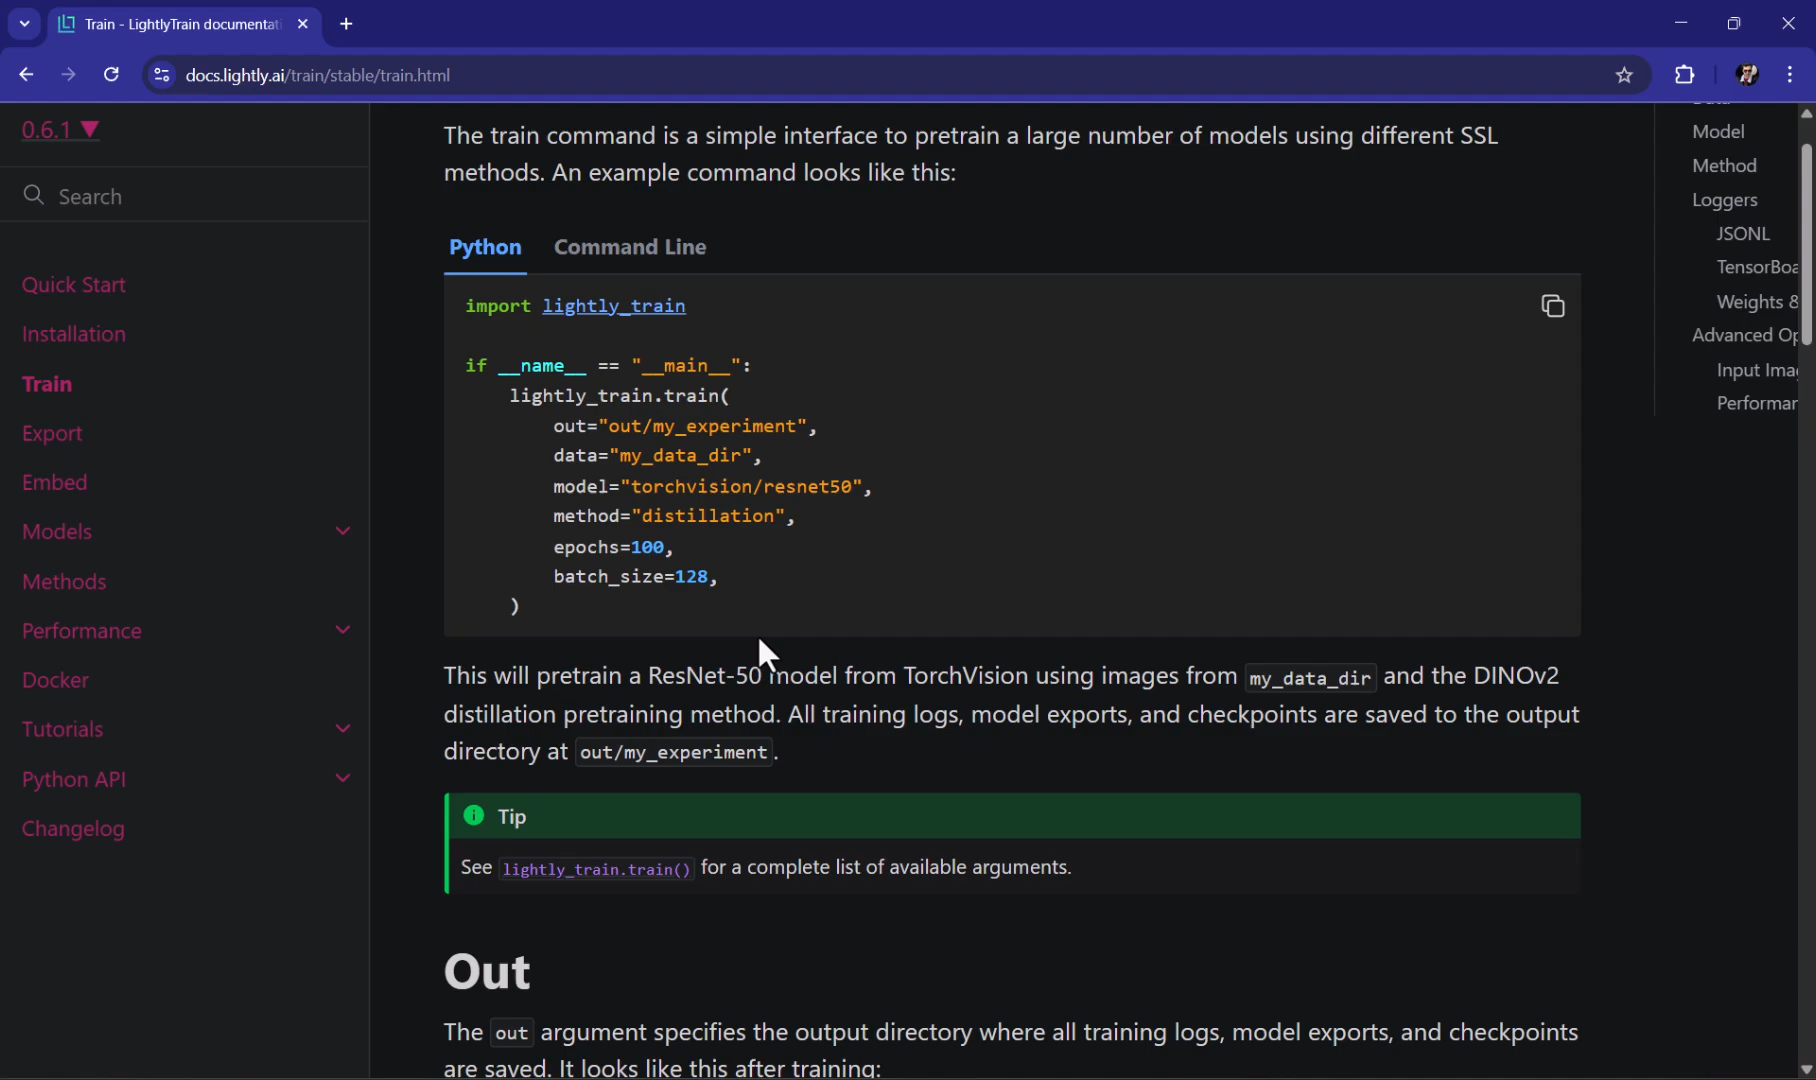 Train - LightlyTrain documentati
docs.lightly.ai/train/stable/train.html
0.6.1
Search
Quick Start
Installation
Train
Export
Embed
Models
Methods
Performance
Docker
Tutorials
Python API
Changelog
The train command is a simple interface to pretrain a large number of models using different SSL
methods. An example command looks like this:
Python Command Line
import lightly_train
if __name__ == "__main__":
    lightly_train.train(
        out="out/my_experiment",
        data="my_data_dir",
        model="torchvision/resnet50",
        method="distillation",
        epochs=100,
        batch_size=128,
    )
This will pretrain a ResNet-50 model from TorchVision using images from my_data_dir and the DINOv2
distillation pretraining method. All training logs, model exports, and checkpoints are saved to the output
directory at out/my_experiment.
Tip
See lightly_train.train() for a complete list of available arguments.
Out
The out argument specifies the output directory where all training logs, model exports, and checkpoints
are saved. It looks like this after training:
Model
Method
Loggers
JSONL
TensorBoa
Weights &
Advanced Op
Input Ima
Performan